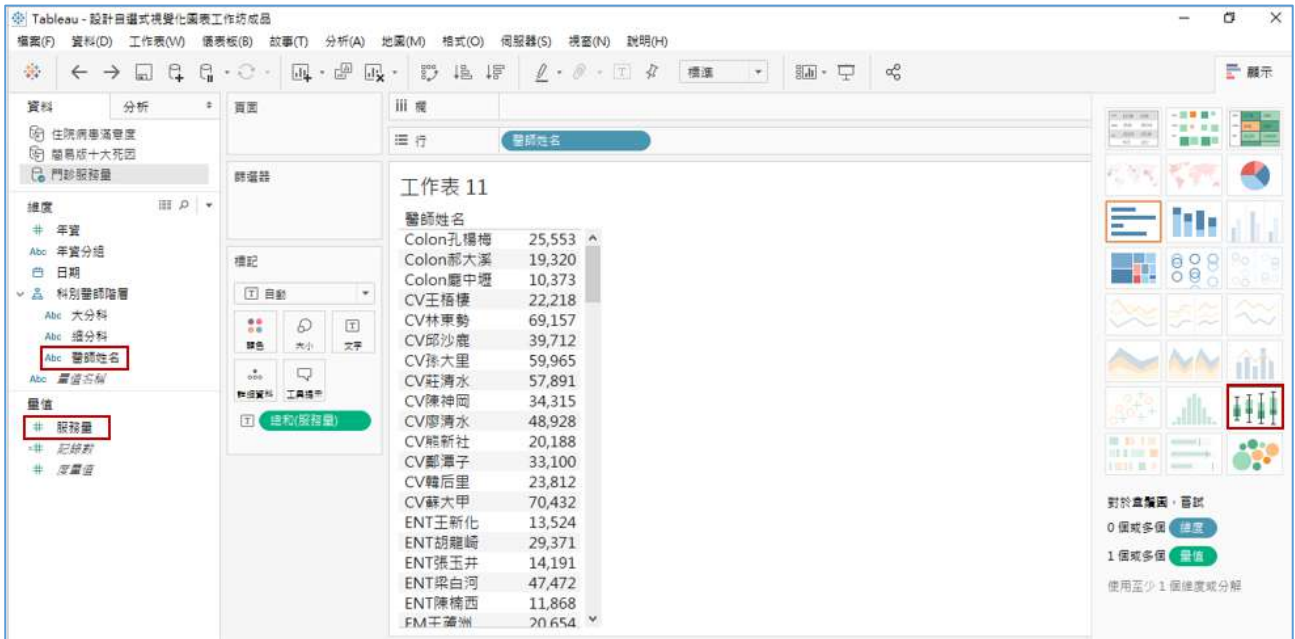 Tableau - 設計自選式視覺化圖表工作坊成品
檔案(F) 資料(D) 工作表(W) 儀表板(B) 故事(T) 分析(A) 地圖(M) 格式(O) 伺服器(S) 視窗(N) 說明(H)
標準
顯示
資料 分析
住院病患滿意度
簡易版十大死因
門診服務量
維度
# 年資
Abc 年資分組
日期
科別醫師階層
Abc 大分科
Abc 細分科
Abc 醫師姓名
Abc 量值名稱
量值
# 服務量
=# 記錄數
# 度量值
頁面
篩選器
標記
T 自動
顏色 大小 文字
詳細資料 工具提示
T 總和(服務量)
iii 欄
行 醫師姓名
工作表 11
醫師姓名
Colon孔楊梅 25,553
Colon郝大溪 19,320
Colon龐中壢 10,373
CV王梧棲 22,218
CV林東勢 69,157
CV邱沙鹿 39,712
CV孫大里 59,965
CV莊清水 57,891
CV陳神岡 34,315
CV廖清水 48,928
CV熊新社 20,188
CV鄭潭子 33,100
CV韓后里 23,812
CV蘇大甲 70,432
ENT王新化 13,524
ENT胡龍崎 29,371
ENT張玉井 14,191
ENT梁白河 47,472
ENT陳楠西 11,868
FM王蘆洲 20,654
對於盒鬚圖，嘗試
0 個或多個 維度
1 個或多個 量值
使用至少 1 個維度或分解